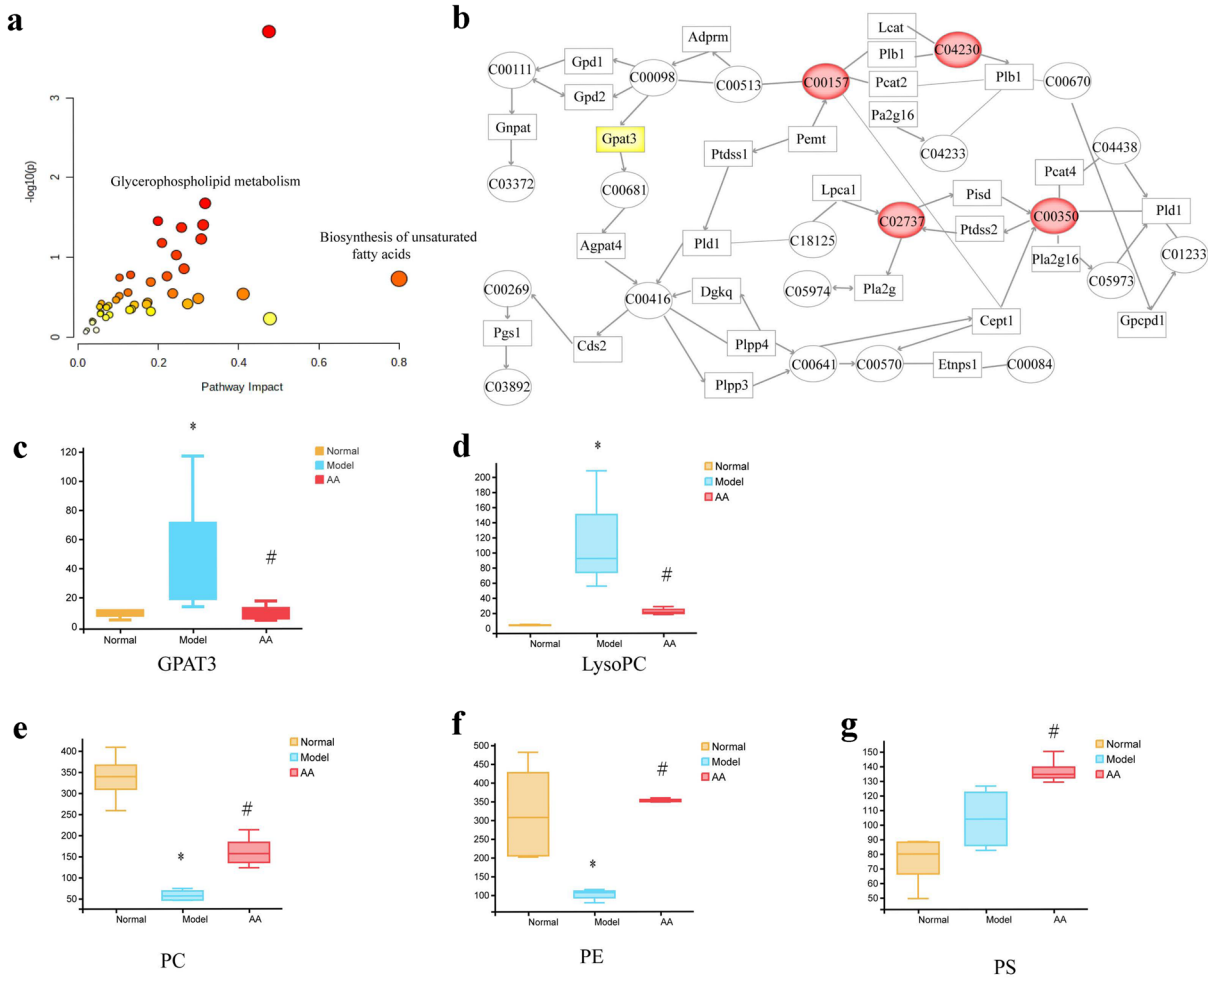 a
3
2
1
0
-log10(p)
Glycerophospholipid metabolism
Biosynthesis of unsaturated
fatty acids
0.0
0.2
0.4
0.6
0.8
Pathway Impact
b
Lcat
Adprm
Plb1
C04230
C00111
Gpd1
C00098
C00513
C00157
Pcat2
Plb1
C00670
Gpd2
Pa2g16
Gnpat
Gpat3
Ptdss1
Pemt
C04233
C04438
C03372
C00681
Lpca1
Pisd
Pcat4
C02737
C00350
Pld1
Agpat4
Pld1
C18125
Ptdss2
Pla2g16
C01233
C00269
C00416
Dgkq
C05974
Pla2g
C05973
Pgs1
Cds2
Plpp4
Cept1
Gpcpd1
C03892
Plpp3
C00641
C00570
Etnps1
C00084
c
120
100
80
60
40
20
0
*
#
Normal
Model
AA
Normal
Model
AA
GPAT3
d
200
180
160
140
120
100
80
60
40
20
0
*
#
Normal
Model
AA
Normal
Model
AA
LysoPC
e
400
350
300
250
200
150
100
50
*
#
Normal
Model
AA
Normal
Model
AA
PC
f
500
450
400
350
300
250
200
150
100
*
#
Normal
Model
AA
Normal
Model
AA
PE
g
150
140
130
120
110
100
90
80
70
60
50
#
Normal
Model
AA
Normal
Model
AA
PS